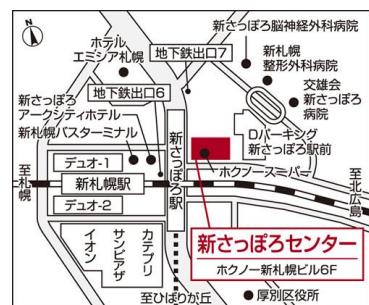 N
新さっぽろ脳神経外科病院
ホテル
エミシア札幌
地下鉄出口7
新札幌
整形外科病院
地下鉄出口6
交雄会
新さっぽろ
病院
新さっぽろ
アークシティホテル
新札幌バスターミナル
新さっぽろ駅
Dパーキング
新さっぽろ駅前
デュオ-1
ホクノースーパー
至札幌
新札幌駅
至北広島
デュオ-2
イオン
サンピアザ
カテプリ
新さっぽろセンター
ホクノー新札幌ビル6F
至ひばりが丘
厚別区役所